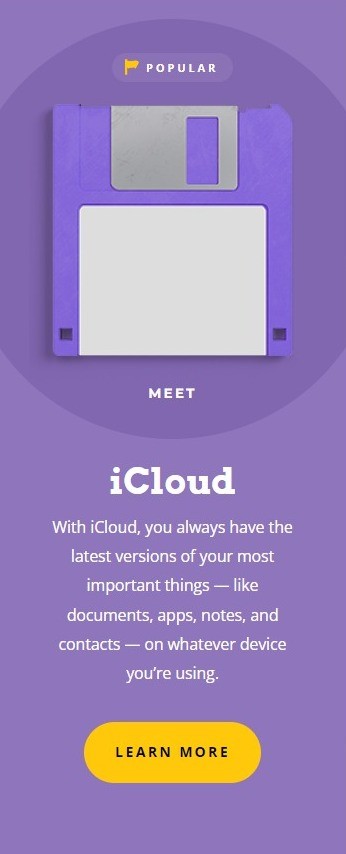 POPULAR
MEET
iCloud
With iCloud, you always have the
latest versions of your most
important things — like
documents, apps, notes, and
contacts — on whatever device
you’re using.
LEARN MORE